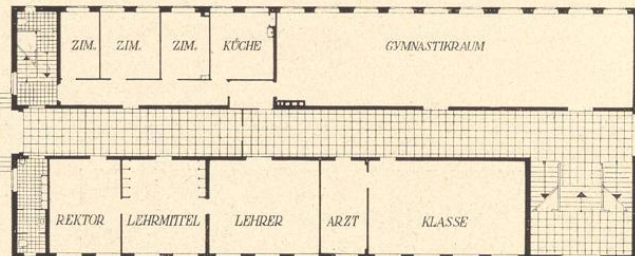 ZIM. ZIM. ZIM. KÜCHE GYMNASTIKRAUM
REKTOR LEHRMITTEL LEHRER ARZT KLASSE